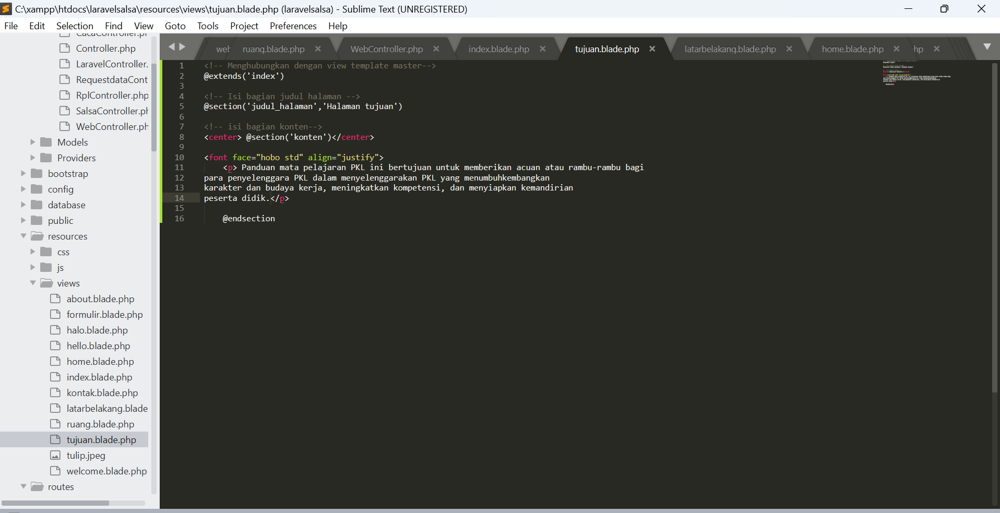 C:\xampp\htdocs\laravelsalsa\resources\views\tujuan.blade.php (laravelsalsa) - Sublime Text (UNREGISTERED)
File Edit Selection Find View Goto Tools Project Preferences Help
Controller.php
LaravelController.
RequestdataCont
RplController.php
SalsaController.ph
WebController.ph
Models
Providers
bootstrap
config
database
public
resources
css
js
views
about.blade.php
formulir.blade.php
halo.blade.php
hello.blade.php
home.blade.php
index.blade.php
kontak.blade.php
latarbelakang.blade
ruang.blade.php
tujuan.blade.php
tulip.jpeg
welcome.blade.php
routes
web ruang.blade.php WebController.php index.blade.php tujuan.blade.php latarbelakang.blade.php home.blade.php hp
1 <!-- Menghubungkan dengan view template master-->
2 @extends('index')
3
4 <!-- Isi bagian judul halaman -->
5 @section('judul_halaman','Halaman tujuan')
6
7 <!-- isi bagian konten-->
8 <center> @section('konten')</center>
9
10 <font face="hobo std" align="justify">
11 <p> Panduan mata pelajaran PKL ini bertujuan untuk memberikan acuan atau rambu-rambu bagi
12 para penyelenggara PKL dalam menyelenggarakan PKL yang menumbuhkembangkan
13 karakter dan budaya kerja, meningkatkan kompetensi, dan menyiapkan kemandirian
14 peserta didik.</p>
15
16 @endsection